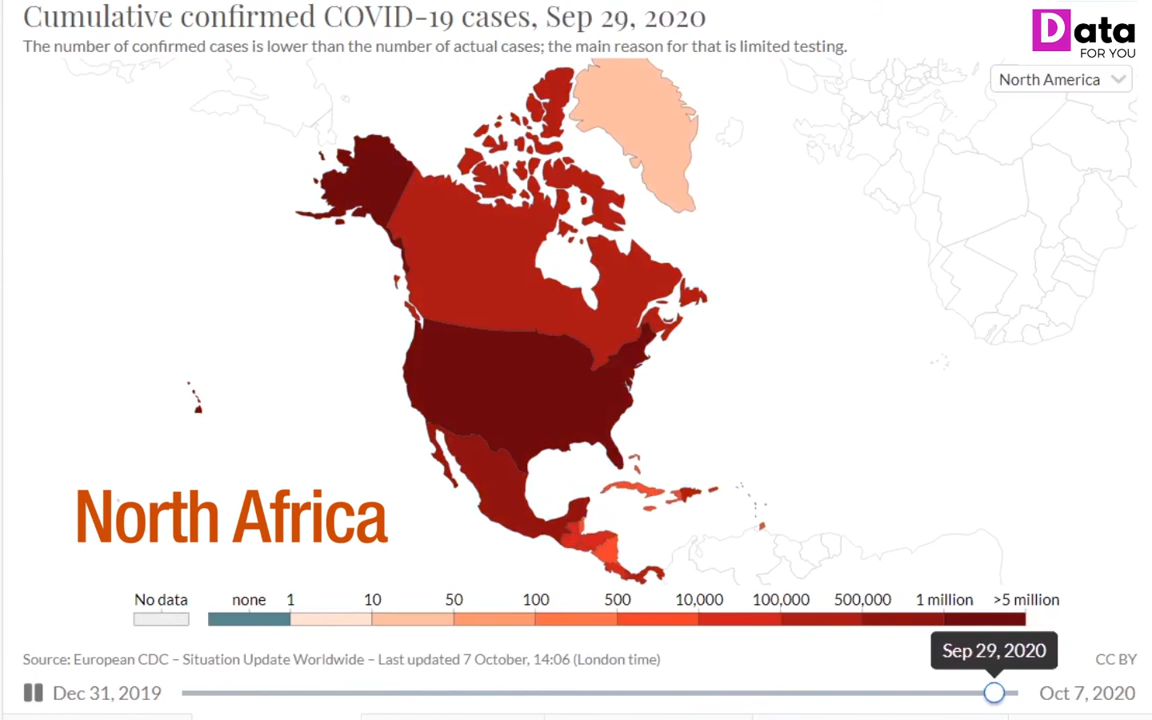 Cumulative confirmed COVID-19 cases, Sep 29, 2020
The number of confirmed cases is lower than the number of actual cases; the main reason for that is limited testing.
Data
FOR YOU
North America
North Africa
No data none 1 10 50 100 500 10,000 100,000 500,000 1 million >5 million
Source: European CDC – Situation Update Worldwide – Last updated 7 October, 14:06 (London time)
Sep 29, 2020
CC BY
Dec 31, 2019
Oct 7, 2020